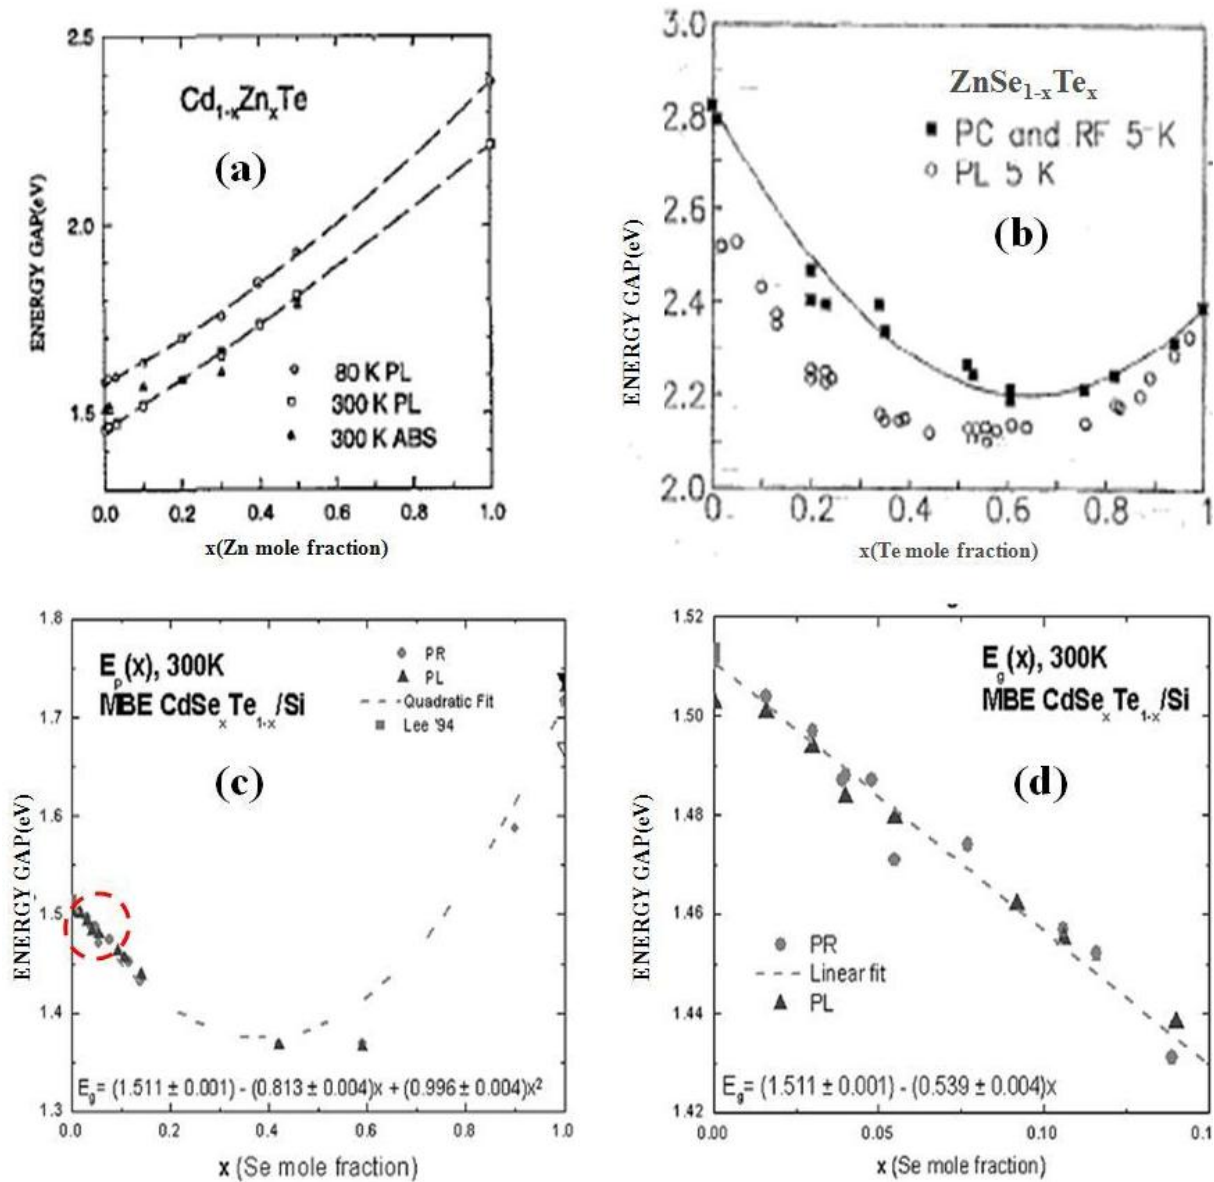 2.5
2.0
1.5
ENERGY GAP(eV)
Cd1-xZnxTe
(a)
80 K PL
300 K PL
300 K ABS
0.0 0.2 0.4 0.6 0.8 1.0
x(Zn mole fraction)
3.0
2.8
2.6
2.4
2.2
2.0
ENERGY GAP(eV)
ZnSe1-xTex
PC and RF 5-K
PL 5 K
(b)
0 0.2 0.4 0.6 0.8 1
x(Te mole fraction)
1.8
1.7
1.6
1.5
1.4
1.3
ENERGY GAP(eV)
Ep(x), 300K
MBE CdSexTe1-x/Si
PR
PL
Quadratic Fit
Lee '94
(c)
Eg= (1.511 ± 0.001) - (0.813 ± 0.004)x + (0.996 ± 0.004)x²
0.0 0.2 0.4 0.6 0.8 1.0
x (Se mole fraction)
1.52
1.50
1.48
1.46
1.44
1.42
ENERGY GAP(eV)
Eg(x), 300K
MBE CdSexTe1-x/Si
(d)
PR
Linear fit
PL
Eg= (1.511 ± 0.001) - (0.539 ± 0.004)x
0.00 0.05 0.10 0.1
x (Se mole fraction)